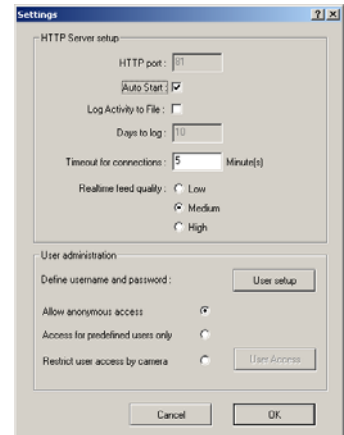 Settings
HTTP Server setup
HTTP port : 81
Auto Start :
Log Activity to File :
Days to log : 10
Timeout for connections : 5 Minute(s)
Realtime feed quality : Low
Medium
High
User administration
Define username and password : User setup
Allow anonymous access
Access for predefined users only
Restrict user access by camera User Access
Cancel OK